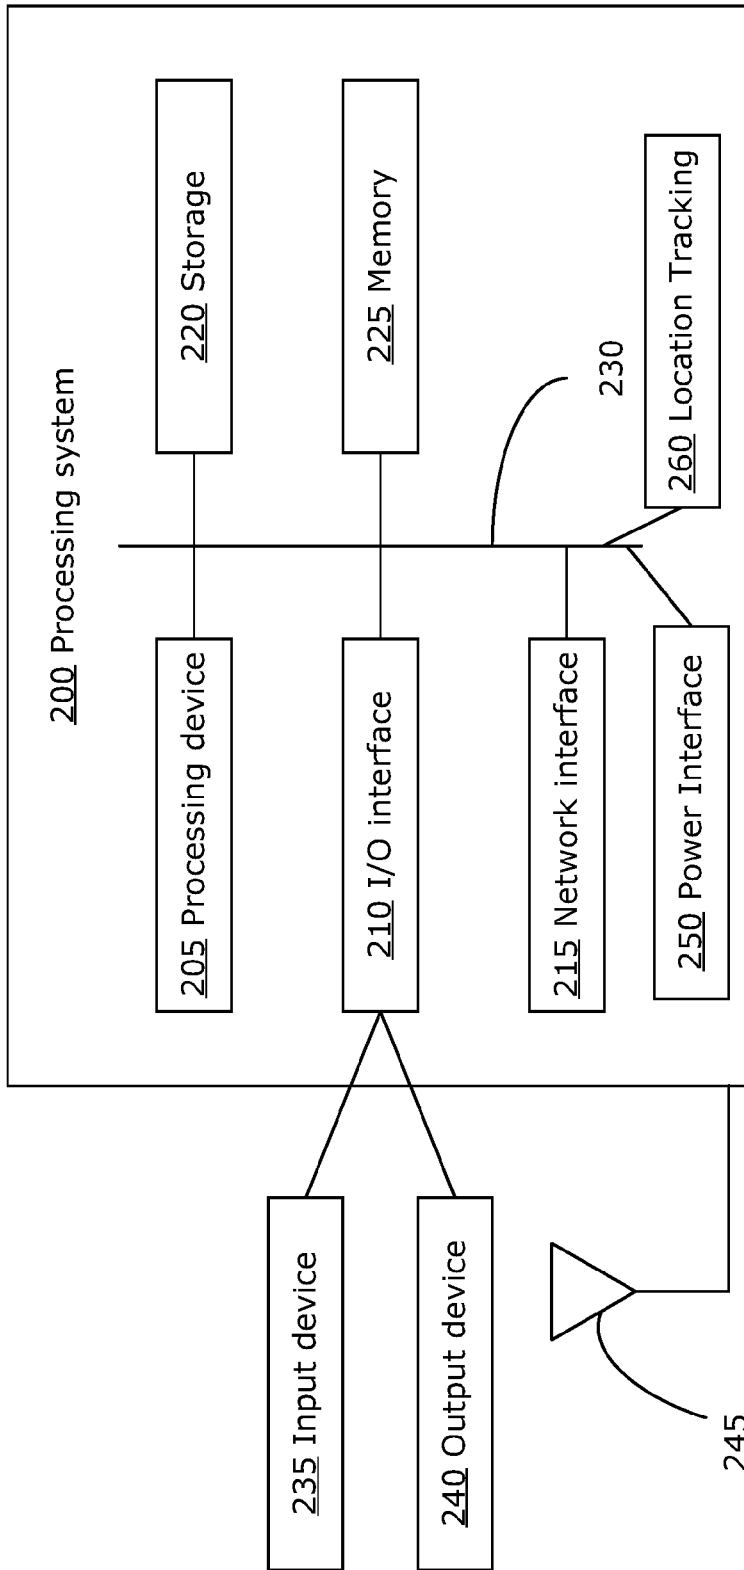 200 Processing system
205 Processing device
220 Storage
235 Input device
210 I/O interface
225 Memory
240 Output device
215 Network interface
230
250 Power Interface
260 Location Tracking
245